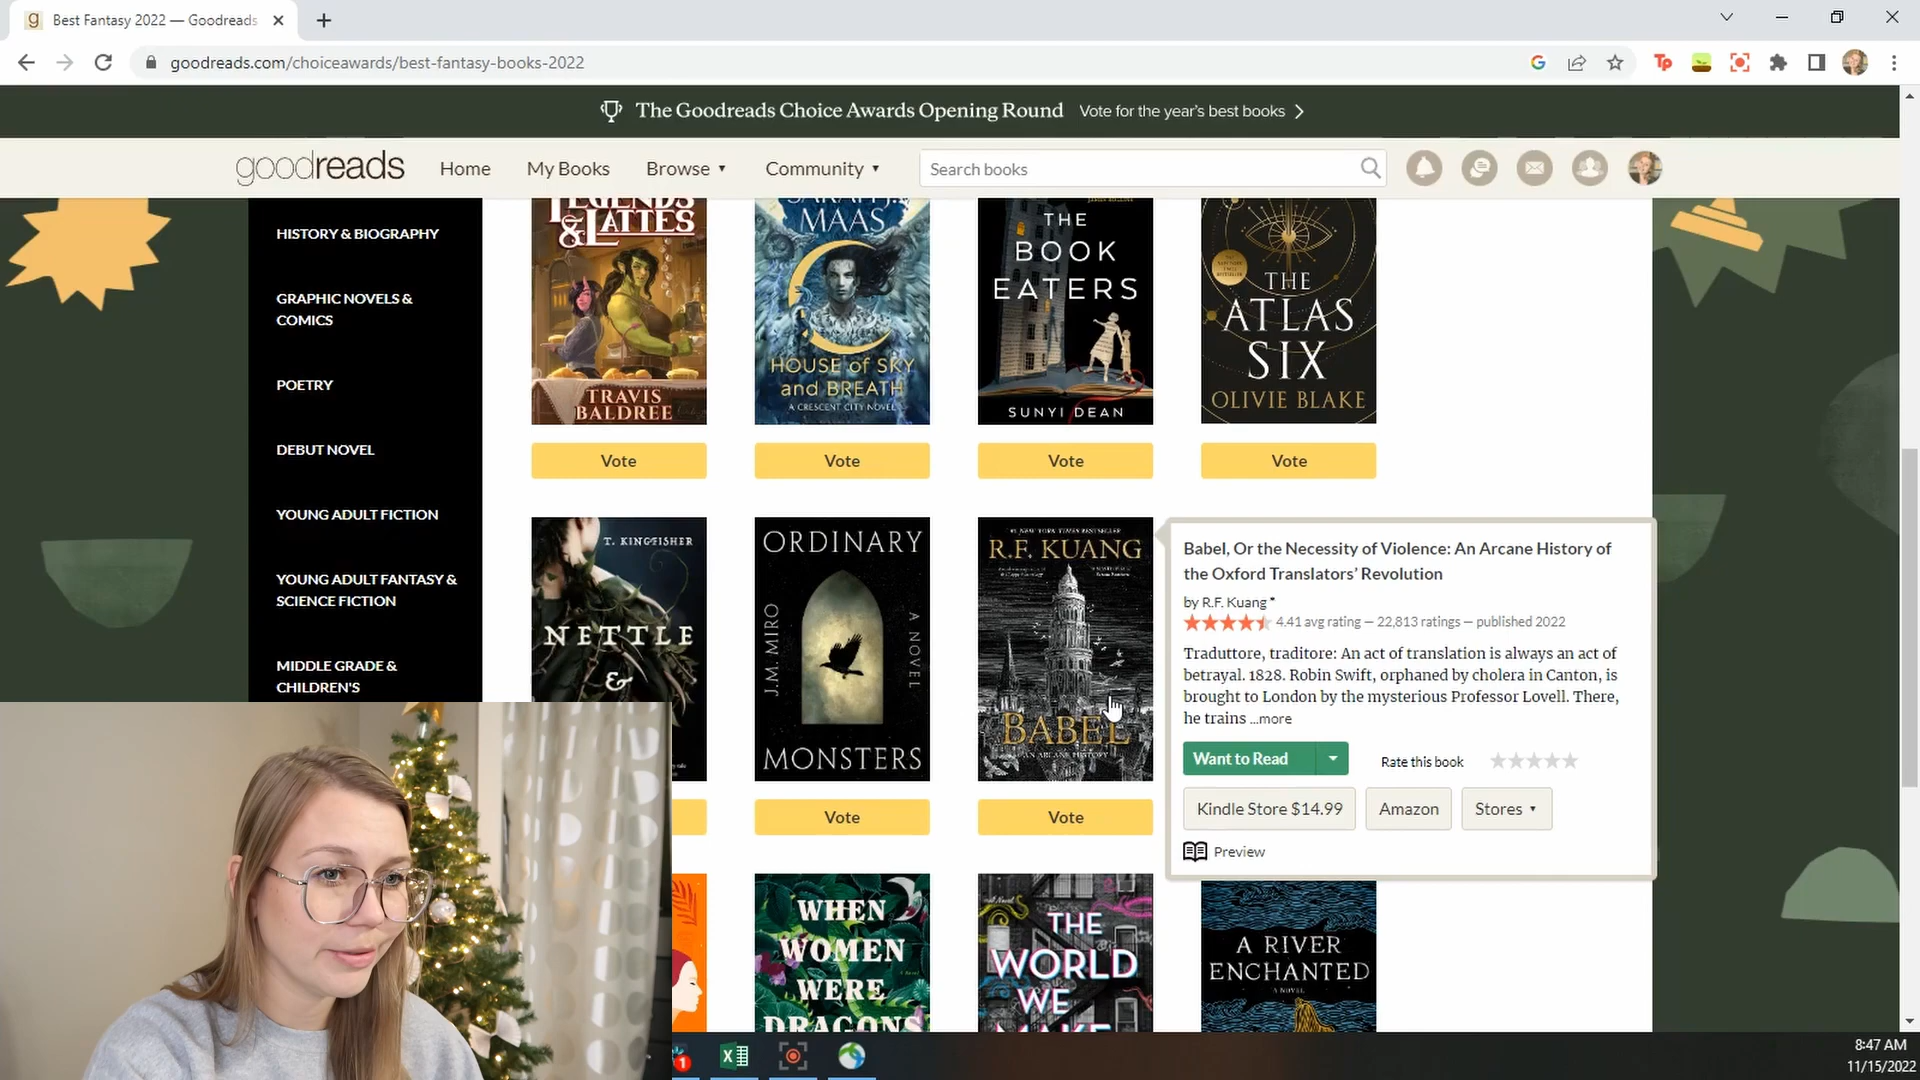 Best Fantasy 2022 — Goodreads
goodreads.com/choiceawards/best-fantasy-books-2022
The Goodreads Choice Awards Opening Round Vote for the year's best books
goodreads Home My Books Browse Community Search books
HISTORY & BIOGRAPHY
GRAPHIC NOVELS &
COMICS
POETRY
DEBUT NOVEL
YOUNG ADULT FICTION
YOUNG ADULT FANTASY &
SCIENCE FICTION
MIDDLE GRADE &
CHILDREN'S
LEGENDS
& LATTES
TRAVIS
BALDREE
SARAH J.
MAAS
HOUSE of SKY
and BREATH
A CRESCENT CITY NOVEL
THE
BOOK
EATERS
SUNYI DEAN
THE
ATLAS
SIX
OLIVIE BLAKE
Vote Vote Vote Vote
T. KINGFISHER
NETTLE
&
ORDINARY
J.M. MIRO
A NOVEL
MONSTERS
#1 NEW YORK TIMES BESTSELLER
R.F. KUANG
BABEL
AN ARCANE HISTORY
Babel, Or the Necessity of Violence: An Arcane History of
the Oxford Translators' Revolution
by R.F. Kuang *
4.41 avg rating — 22,813 ratings — published 2022
Traduttore, traditore: An act of translation is always an act of
betrayal. 1828. Robin Swift, orphaned by cholera in Canton, is
brought to London by the mysterious Professor Lovell. There,
he trains ...more
Want to Read Rate this book
Kindle Store $14.99 Amazon Stores
Preview
Vote Vote
WHEN
WOMEN
WERE
DRAGONS
THE
WORLD
WE
MAKE
A RIVER
ENCHANTED
A NOVEL
1
8:47 AM
11/15/2022